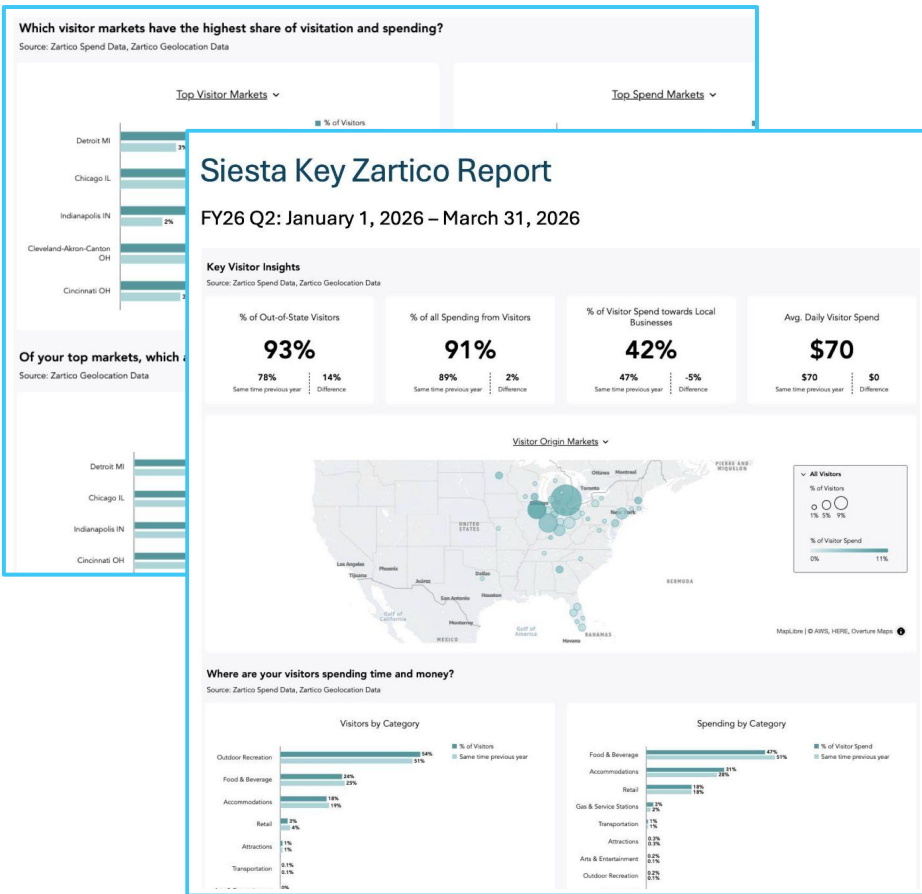 Which visitor markets have the highest share of visitation and spending?
Source: Zartico Spend Data, Zartico Geolocation Data
Top Visitor Markets
% of Visitors
Detroit MI
Chicago IL
Indianapolis IN
2%
Cleveland-Akron-Canton
OH
Cincinnati OH
Top Spend Markets
Of your top markets, which
Source: Zartico Geolocation Data
Detroit MI
Chicago IL
Indianapolis IN
Cincinnati OH
Siesta Key Zartico Report
FY26 Q2: January 1, 2026 – March 31, 2026
Key Visitor Insights
Source: Zartico Spend Data, Zartico Geolocation Data
% of Out-of-State Visitors
93%
78% 14%
Same time previous year Difference
% of all Spending from Visitors
91%
89% 2%
Same time previous year Difference
% of Visitor Spend towards Local
Businesses
42%
47% -5%
Same time previous year Difference
Avg. Daily Visitor Spend
$70
$70 $0
Same time previous year Difference
Visitor Origin Markets
PIERRE AND
MIQUELON
Ottawa Montreal
Toronto
New York
UNITED
STATES
Los Angeles
Phoenix
Tijuana
Juárez
Dallas
San Antonio Houston
BERMUDA
Gulf of
California
Monterrey
Gulf of
America
BAHAMAS
MEXICO
Havana
All Visitors
% of Visitors
1% 5% 9%
% of Visitor Spend
0% 11%
MapLibre | © AWS, HERE, Overture Maps
Where are your visitors spending time and money?
Source: Zartico Spend Data, Zartico Geolocation Data
Visitors by Category
% of Visitors
Same time previous year
Outdoor Recreation 54%
51%
Food & Beverage 24%
25%
Accommodations 18%
19%
Retail 3%
4%
Attractions 1%
1%
Transportation 0.1%
0.1%
0%
Spending by Category
% of Visitor Spend
Same time previous year
Food & Beverage 47%
51%
Accommodations 31%
28%
Retail 18%
18%
Gas & Service Stations 3%
2%
Transportation 1%
1%
Attractions 0.3%
0.3%
Arts & Entertainment 0.2%
0.1%
Outdoor Recreation 0.2%
0.1%